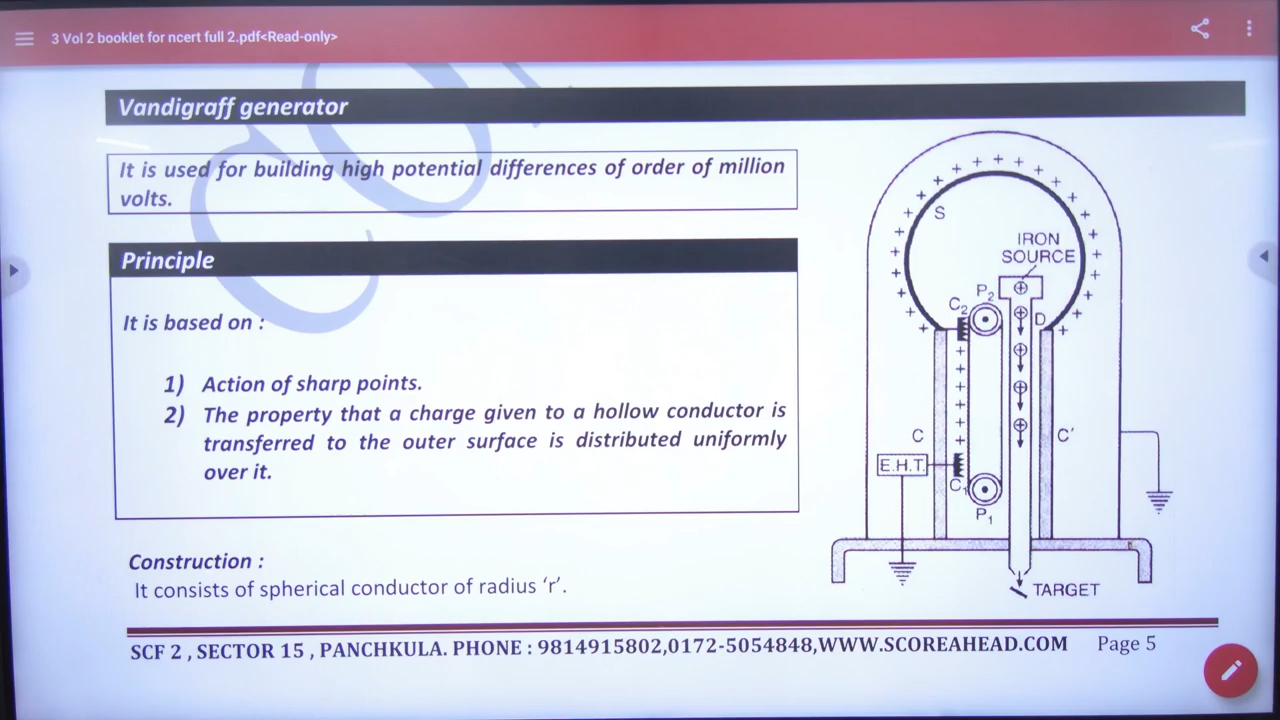 3 Vol 2 booklet for ncert full 2.pdf<Read-only>
Vandigraff generator
It is used for building high potential differences of order of million
volts.
Principle
It is based on :
1) Action of sharp points.
2) The property that a charge given to a hollow conductor is
transferred to the outer surface is distributed uniformly
over it.
Construction :
It consists of spherical conductor of radius ‘r’.
S
IRON
SOURCE
P2
C2
D
C
C’
E.H.T.
C1
P1
TARGET
SCF 2 , SECTOR 15 , PANCHKULA. PHONE : 9814915802,0172-5054848,WWW.SCOREAHEAD.COM Page 5